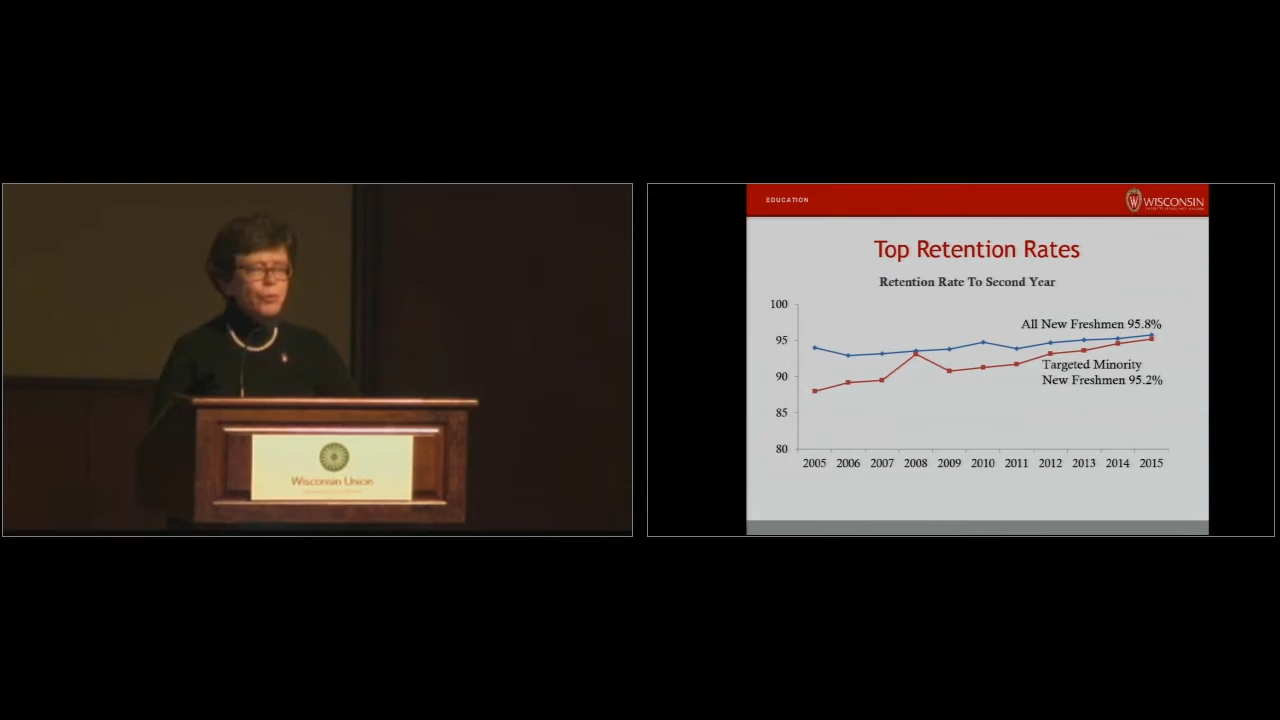 Wisconsin Union
EDUCATION
W WISCONSIN
Top Retention Rates
Retention Rate To Second Year
100
95
90
85
80
All New Freshmen 95.8%
Targeted Minority
New Freshmen 95.2%
2005 2006 2007 2008 2009 2010 2011 2012 2013 2014 2015